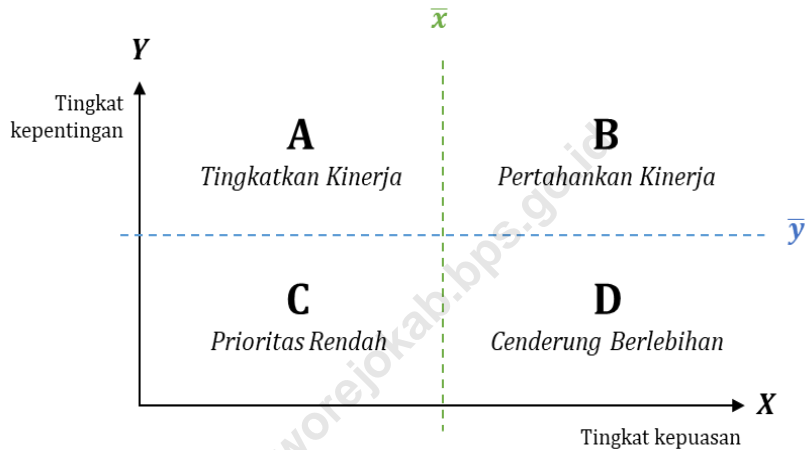 x̅
Y
Tingkat
kepentingan
A
B
Tingkatkan Kinerja
Pertahankan Kinerja
y̅
C
D
Prioritas Rendah
Cenderung Berlebihan
X
Tingkat kepuasan
worejokab.bps.go.id